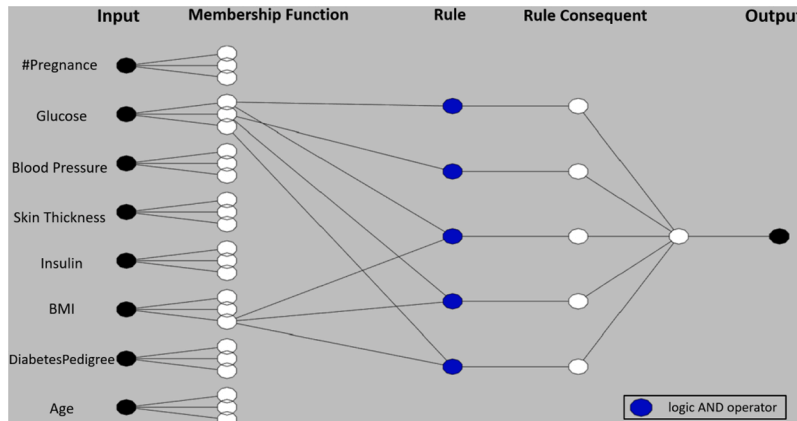 Input Membership Function Rule Rule Consequent Output
#Pregnance
Glucose
Blood Pressure
Skin Thickness
Insulin
BMI
DiabetesPedigree
Age
logic AND operator